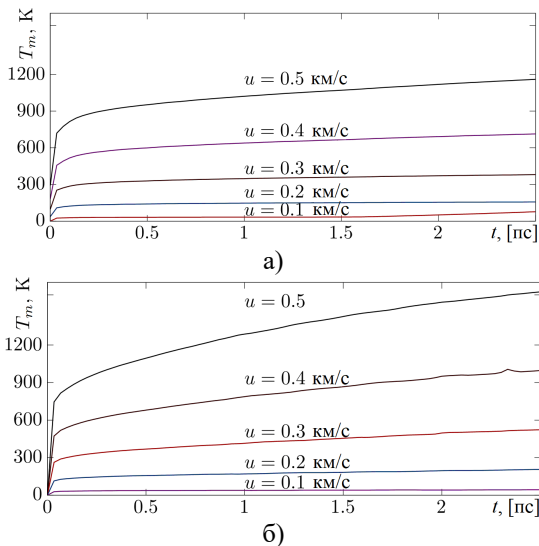 T_m, К
1200
900
600
300
0
u = 0.5 км/с
u = 0.4 км/с
u = 0.3 км/с
u = 0.2 км/с
u = 0.1 км/с
0 0.5 1 1.5 2 t, [пс]
а)
T_m, К
1200
900
600
300
0
u = 0.5
u = 0.4 км/с
u = 0.3 км/с
u = 0.2 км/с
u = 0.1 км/с
0 0.5 1 1.5 2 t, [пс]
б)